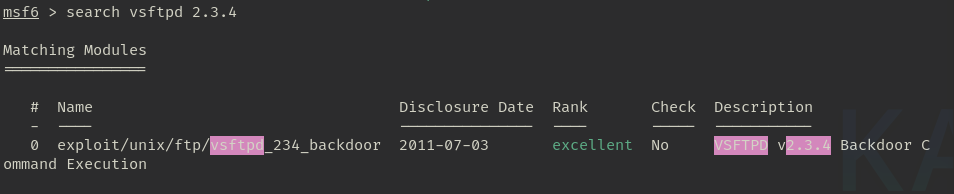 msf6 > search vsftpd 2.3.4
Matching Modules
================
# Name Disclosure Date Rank Check Description
- ---- --------------- ---- ----- -----------
0 exploit/unix/ftp/vsftpd_234_backdoor 2011-07-03 excellent No VSFTPD v2.3.4 Backdoor C
ommand Execution
KA